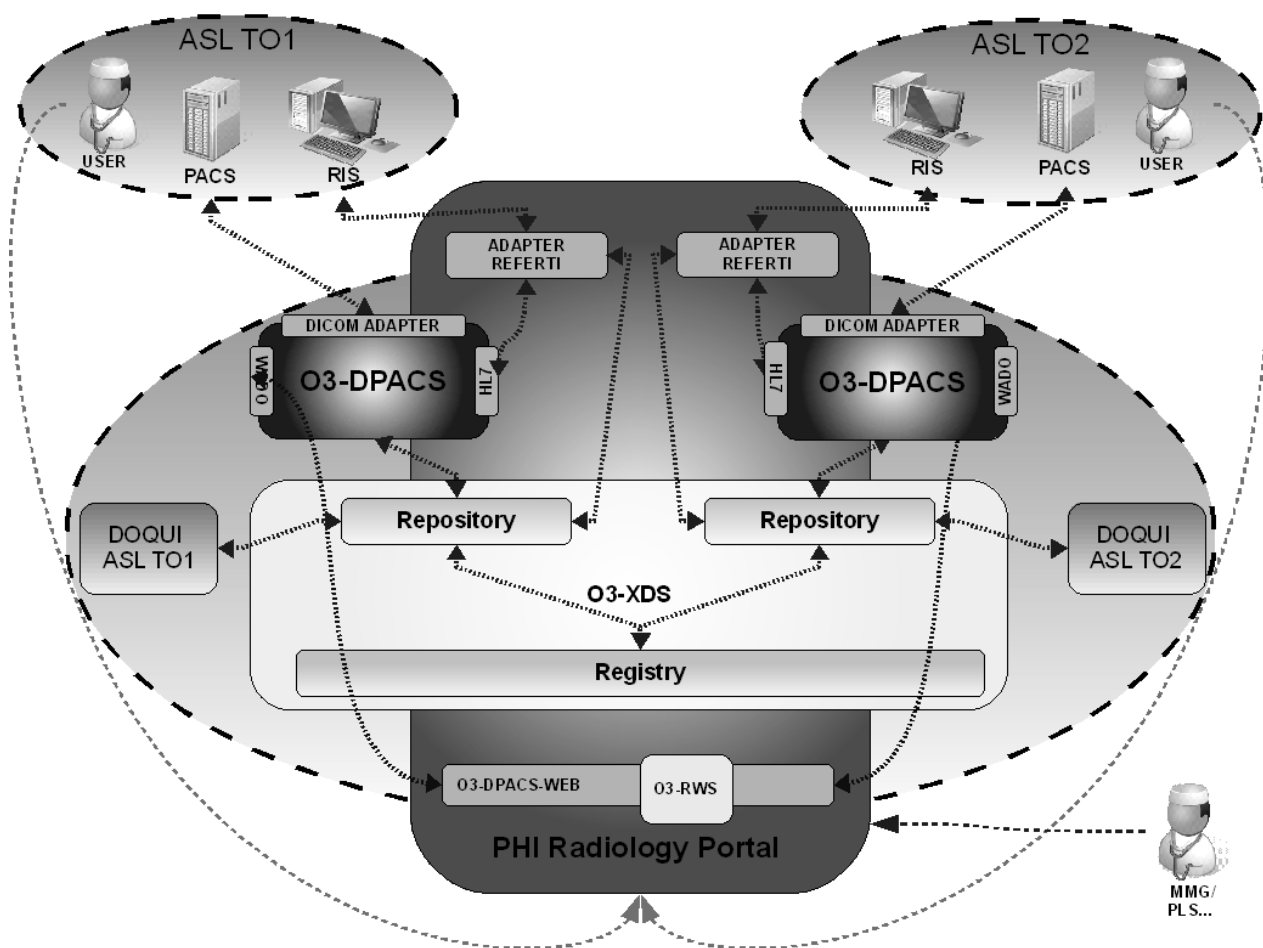 ASL TO1
ASL TO2
USER
PACS
RIS
RIS
PACS
USER
ADAPTER
REFERTI
ADAPTER
REFERTI
DICOM ADAPTER
DICOM ADAPTER
WADO
O3-DPACS
HL7
HL7
O3-DPACS
WADO
Repository
Repository
DOQUI
ASL TO1
DOQUI
ASL TO2
O3-XDS
Registry
O3-DPACS-WEB
O3-RWS
PHI Radiology Portal
MMG/
PLS...